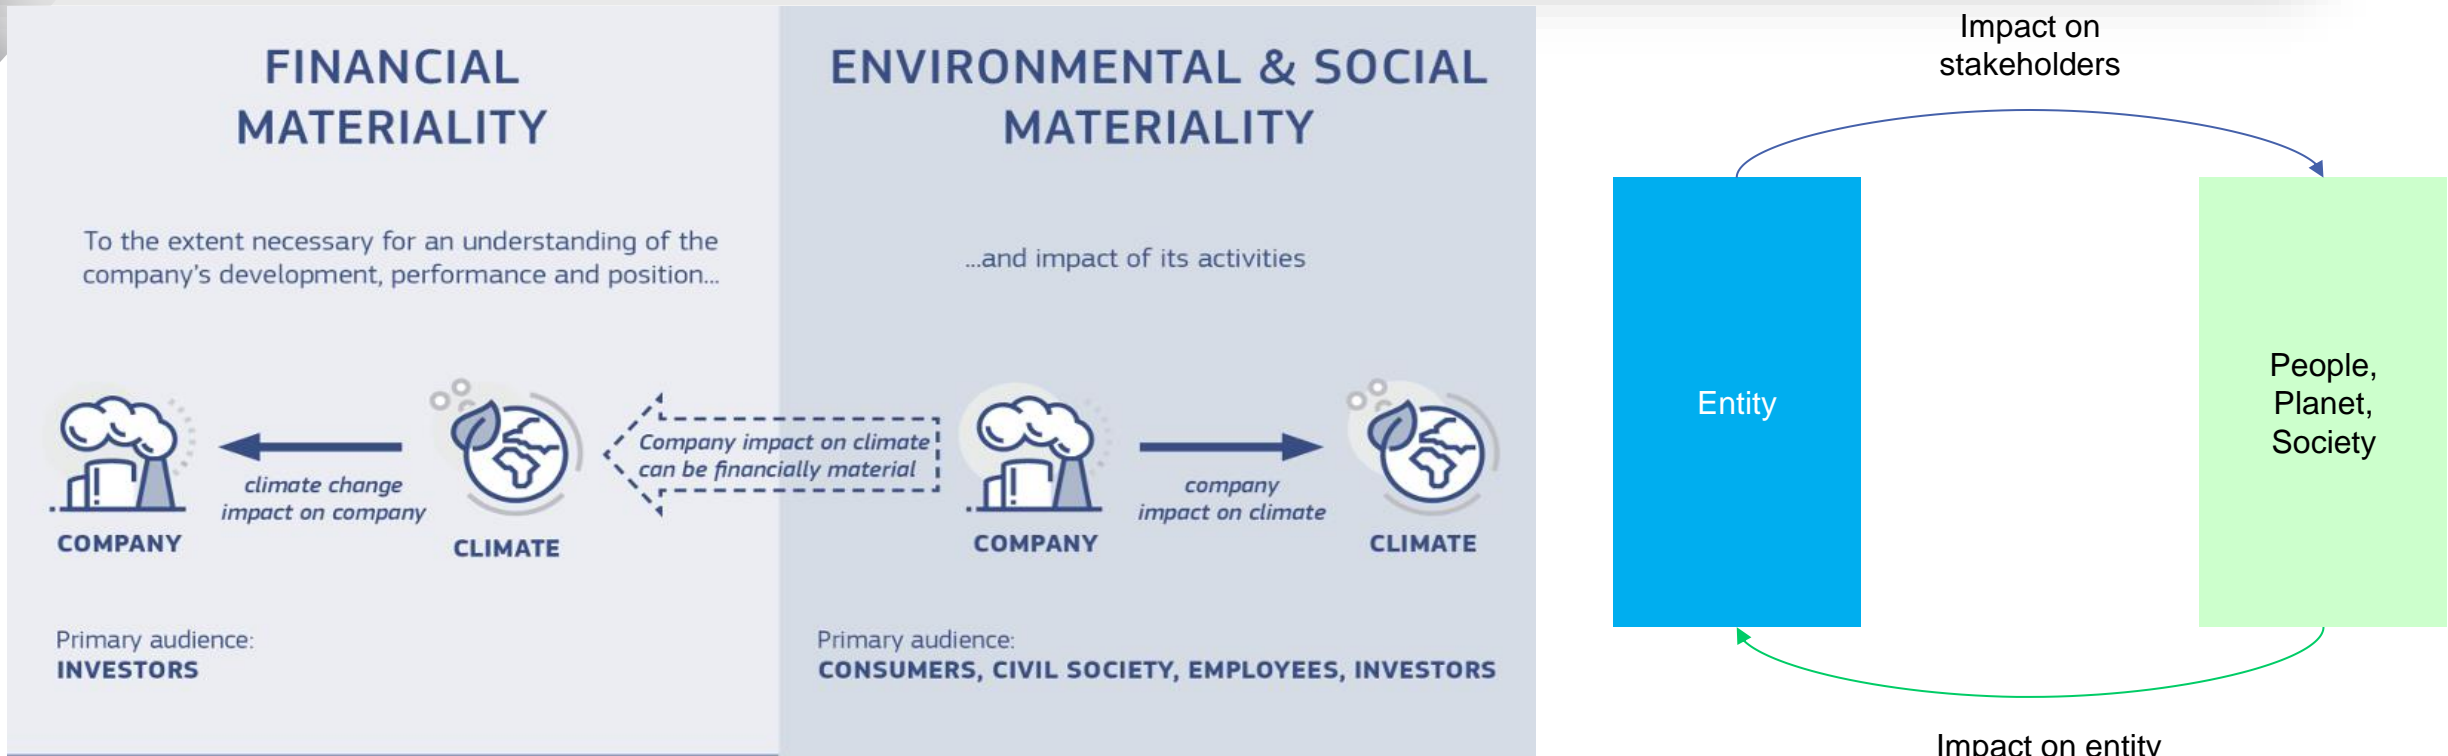 FINANCIAL
MATERIALITY
To the extent necessary for an understanding of the
company's development, performance and position...
climate change
impact on company
COMPANY
CLIMATE
Primary audience:
INVESTORS
Company impact on climate
can be financially material
ENVIRONMENTAL & SOCIAL
MATERIALITY
...and impact of its activities
company
impact on climate
COMPANY
CLIMATE
Primary audience:
CONSUMERS, CIVIL SOCIETY, EMPLOYEES, INVESTORS
Impact on
stakeholders
Entity
People,
Planet,
Society
Impact on entity